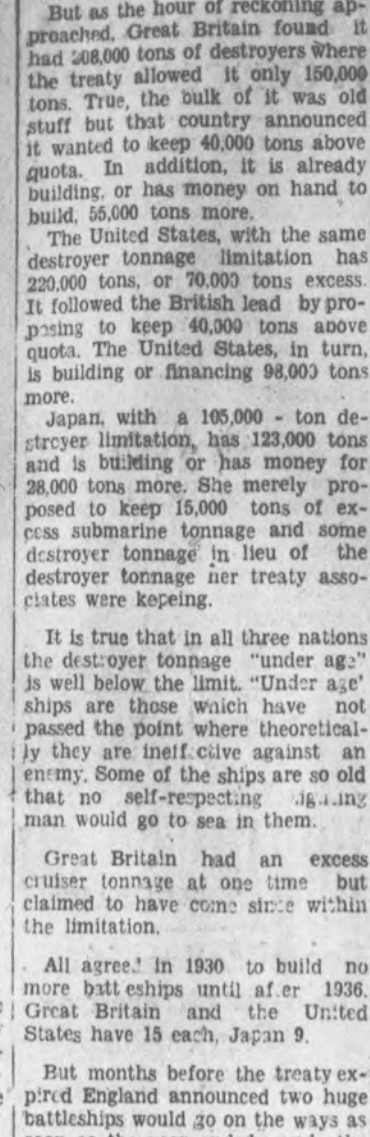 But as the hour of reckoning ap-
proached, Great Britain found it
had 208,000 tons of destroyers where
the treaty allowed it only 150,000
tons. True, the bulk of it was old
stuff but that country announced
it wanted to keep 40,000 tons above
quota. In addition, it is already
building, or has money on hand to
build, 55,000 tons more.
The United States, with the same
destroyer tonnage limitation has
220,000 tons, or 70,000 tons excess.
It followed the British lead by pro-
posing to keep 40,000 tons above
quota. The United States, in turn,
is building or financing 98,000 tons
more.
Japan, with a 105,000 - ton de-
stroyer limitation, has 123,000 tons
and is building or has money for
28,000 tons more. She merely pro-
posed to keep 15,000 tons of ex-
cess submarine tonnage and some
destroyer tonnage in lieu of the
destroyer tonnage her treaty asso-
ciates were kepeing.
It is true that in all three nations
the destroyer tonnage "under age"
is well below the limit. "Under age'
ships are those which have not
passed the point where theoretical-
ly they are ineffective against an
enemy. Some of the ships are so old
that no self-respecting fighting
man would go to sea in them.
Great Britain had an excess
cruiser tonnage at one time but
claimed to have come since within
the limitation.
All agreed in 1930 to build no
more battleships until after 1936.
Great Britain and the United
States have 15 each, Japan 9.
But months before the treaty ex-
pired England announced two huge
battleships would go on the ways as